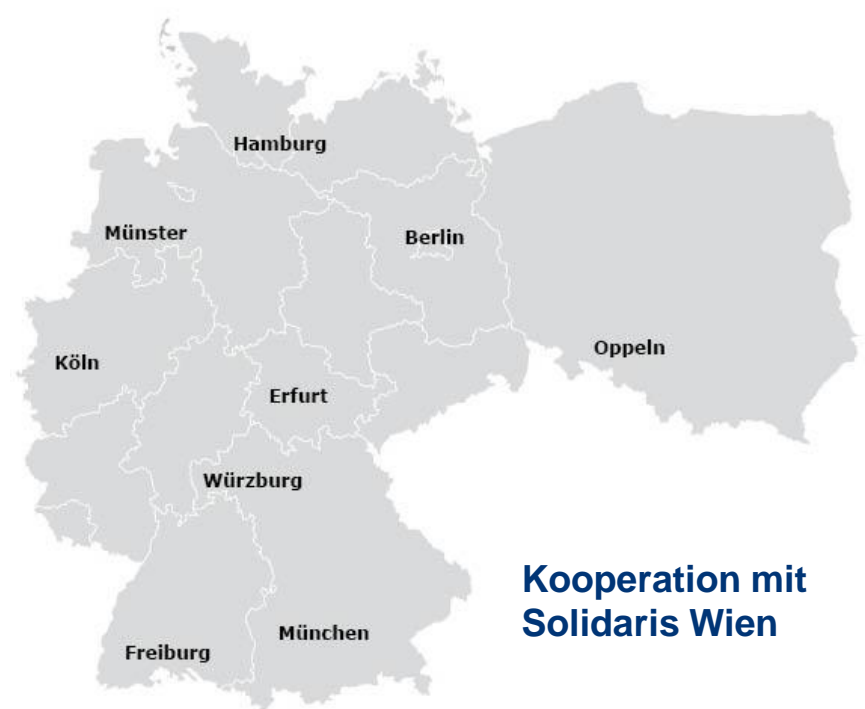 Hamburg
Münster
Berlin
Oppeln
Köln
Erfurt
Würzburg
Kooperation mit
Solidaris Wien
München
Freiburg